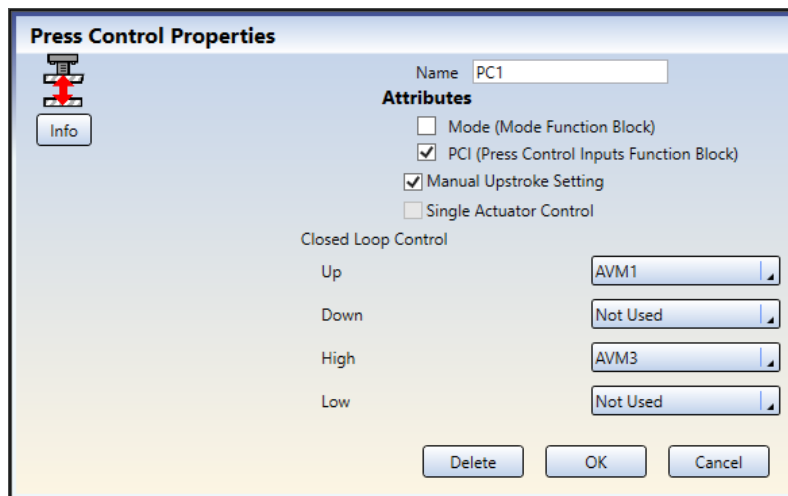 Press Control Properties
Name PC1
Attributes
Info
Mode (Mode Function Block)
PCI (Press Control Inputs Function Block)
Manual Upstroke Setting
Single Actuator Control
Closed Loop Control
Up AVM1
Down Not Used
High AVM3
Low Not Used
Delete OK Cancel